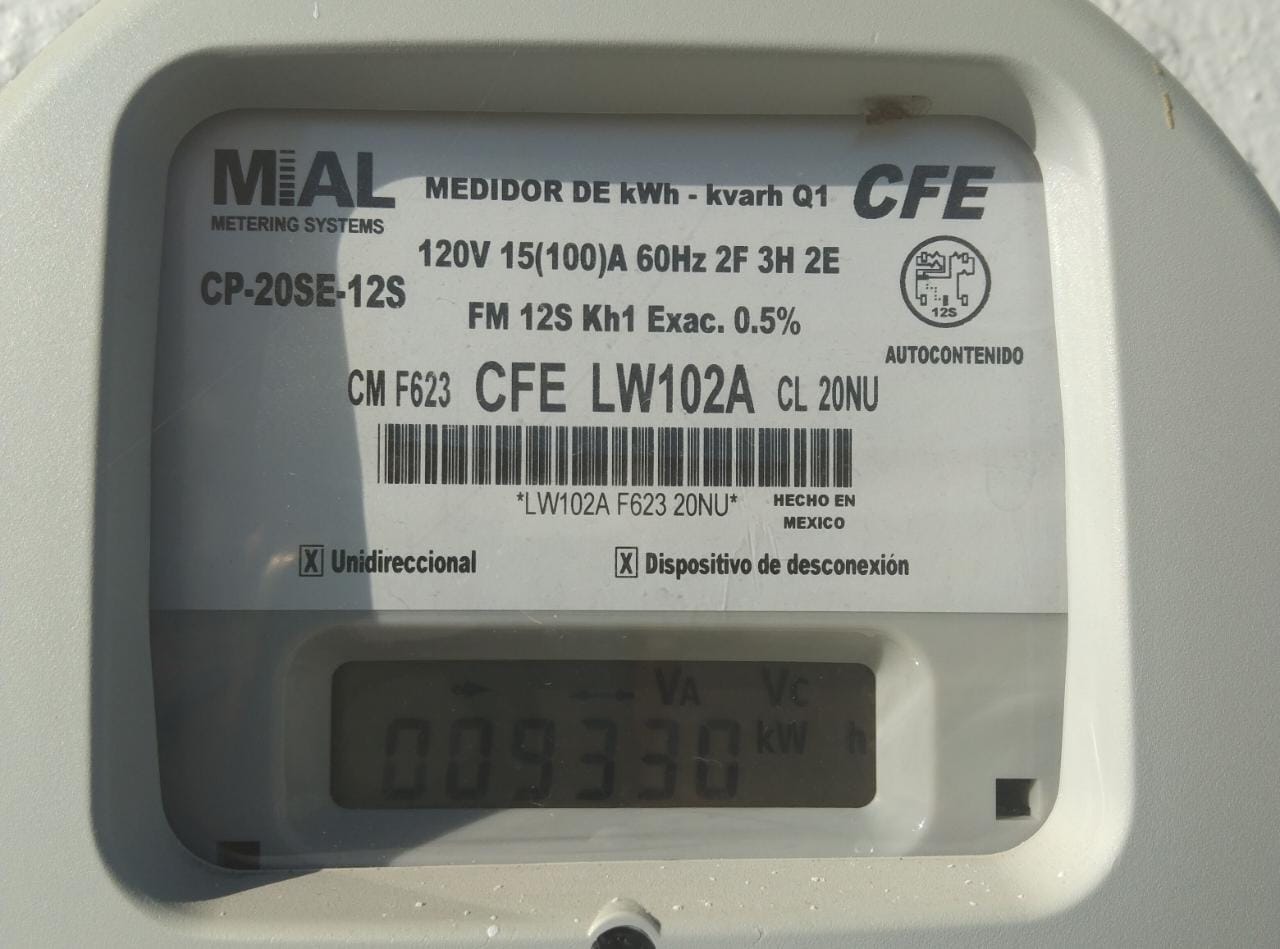 MIAL
METERING SYSTEMS
MEDIDOR DE kWh - kvarh Q1
CFE
120V 15(100)A 60Hz 2F 3H 2E
CP-20SE-12S
FM 12S Kh1 Exac. 0.5%
12S
AUTOCONTENIDO
CM F623 CFE LW102A CL 20NU
*LW102A F623 20NU*
HECHO EN
MEXICO
X Unidireccional
X Dispositivo de desconexión
VA VC
009330 kW h